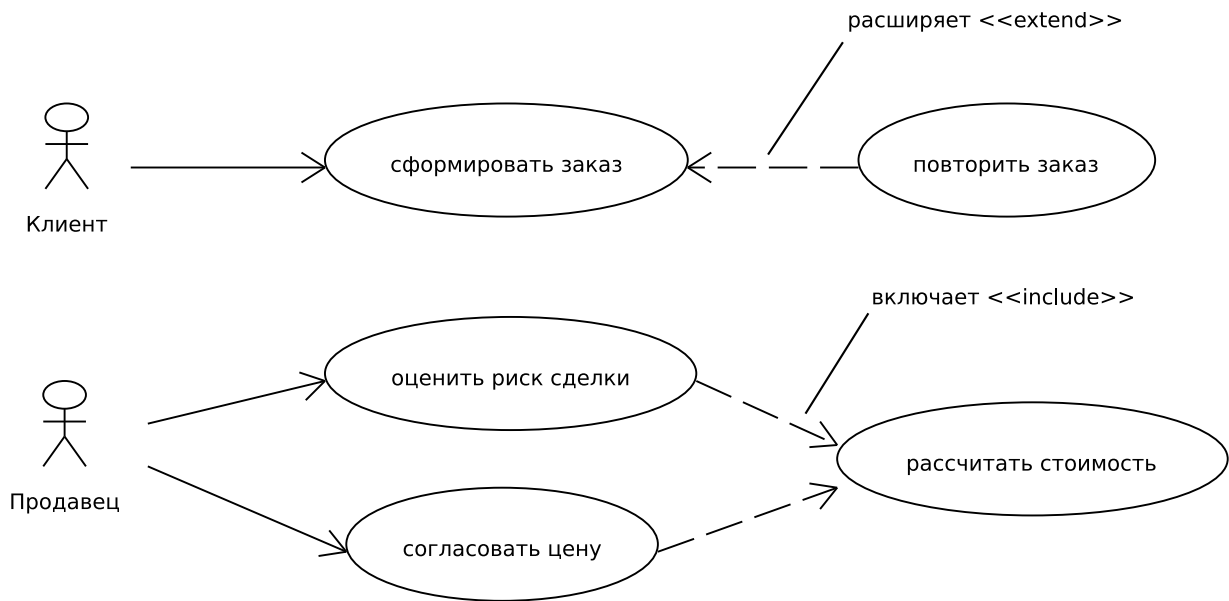 расширяет <<extend>>
сформировать заказ
повторить заказ
Клиент
включает <<include>>
оценить риск сделки
рассчитать стоимость
Продавец
согласовать цену